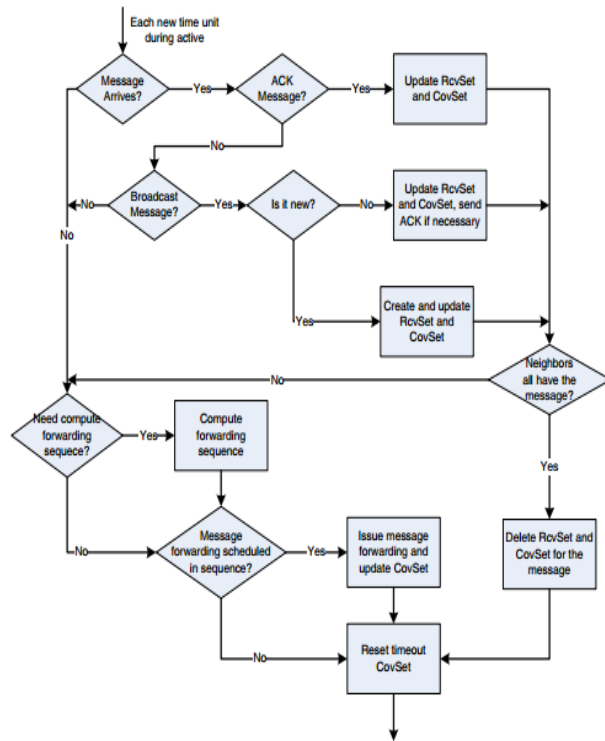 Each new time unit
during active
Message
Arrives?
Yes
ACK
Message?
Yes
Update RcvSet
and CovSet
No
No
Broadcast
Message?
Yes
Is it new?
No
Update RcvSet
and CovSet, send
ACK if necessary
No
Yes
Create and update
RcvSet and
CovSet
Neighbors
all have the
message?
No
Need compute
forwarding
sequece?
Yes
Compute
forwarding
sequence
Yes
No
Message
forwarding scheduled
in sequence?
Yes
Issue message
forwarding and
update CovSet
Delete RcvSet and
CovSet for the
message
No
Reset timeout
CovSet